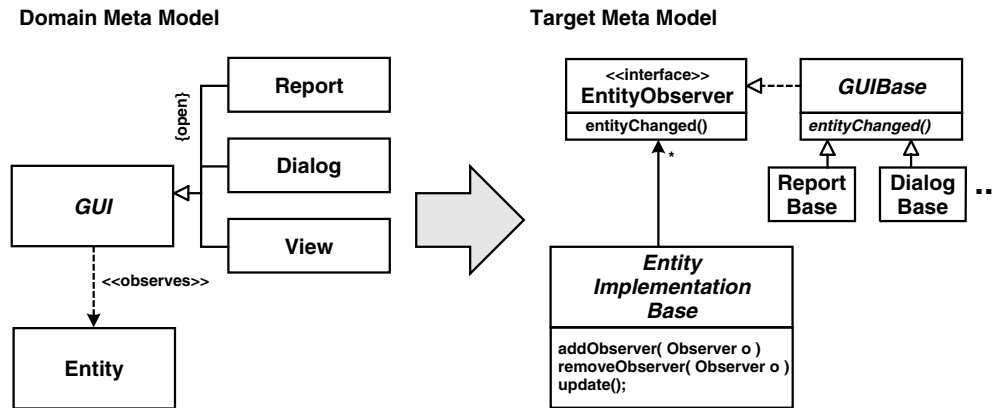 Domain Meta Model
Target Meta Model
Report
{open}
Dialog
GUI
View
<<observes>>
Entity
<<interface>>
EntityObserver
entityChanged()
GUIBase
entityChanged()
*
Report
Base
Dialog
Base
...
Entity
Implementation
Base
addObserver( Observer o )
removeObserver( Observer o )
update();